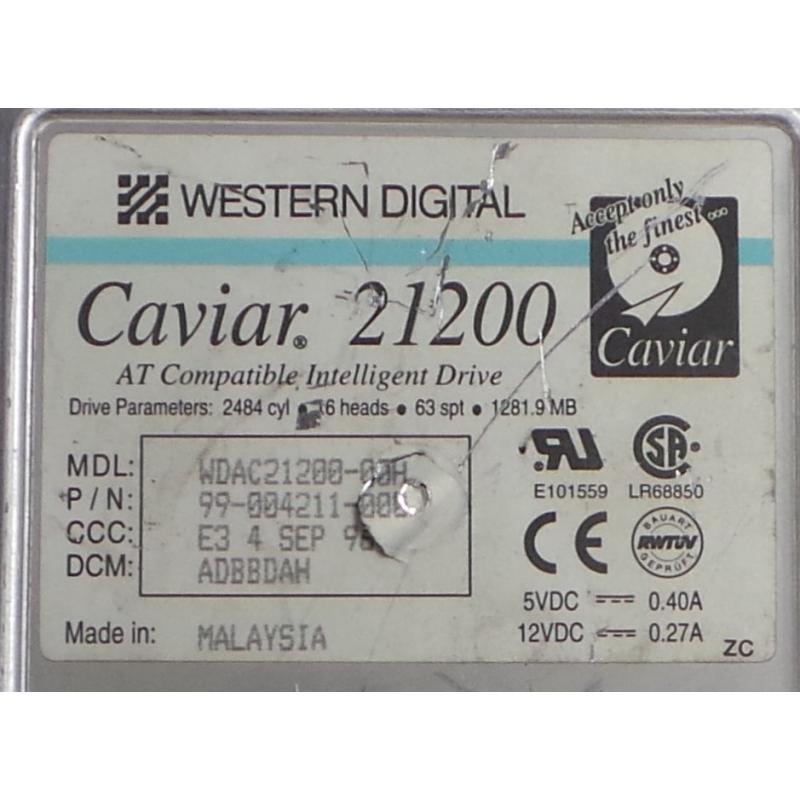 WESTERN DIGITAL
Accept only
the finest ...
Caviar® 21200
Caviar
AT Compatible Intelligent Drive
Drive Parameters: 2484 cyl • 16 heads • 63 spt • 1281.9 MB
MDL: WDAC21200-00H
P/N: 99-004211-000
CCC: E3 4 SEP
DCM: ADBBDAH
Made in: MALAYSIA
E101559 LR68850
CE
BAUART
RWTÜV
GEPRÜFT
5VDC 0.40A
12VDC 0.27A
ZC